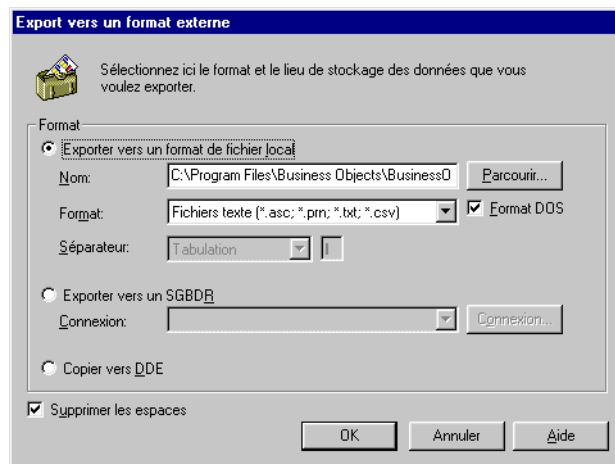 Export vers un format externe
Sélectionnez ici le format et le lieu de stockage des données que vous
voulez exporter.
Format
Exporter vers un format de fichier local
Nom: C:\Program Files\Business Objects\BusinessO Parcourir...
Format: Fichiers texte (*.asc; *.prn; *.txt; *.csv) Format DOS
Séparateur: Tabulation
Exporter vers un SGBDR
Connexion: Connexion...
Copier vers DDE
Supprimer les espaces
OK Annuler Aide